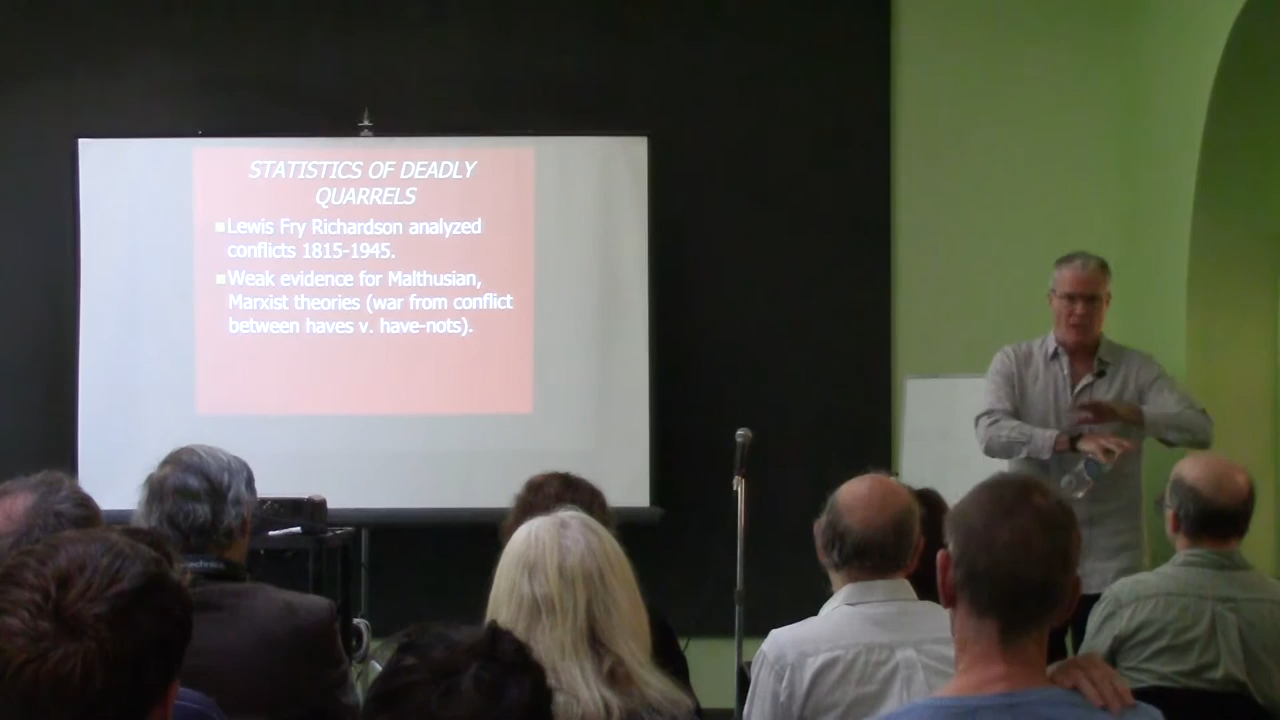 STATISTICS OF DEADLY
QUARRELS
Lewis Fry Richardson analyzed
conflicts 1815-1945.
Weak evidence for Malthusian,
Marxist theories (war from conflict
between haves v. have-nots).